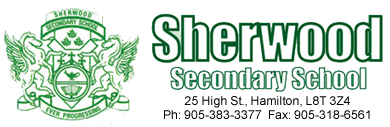 SHERWOOD
SECONDARY SCHOOL
EVER PROGRESSING
Sherwood
Secondary School
25 High St., Hamilton, L8T 3Z4
Ph: 905-383-3377 Fax: 905-318-6561